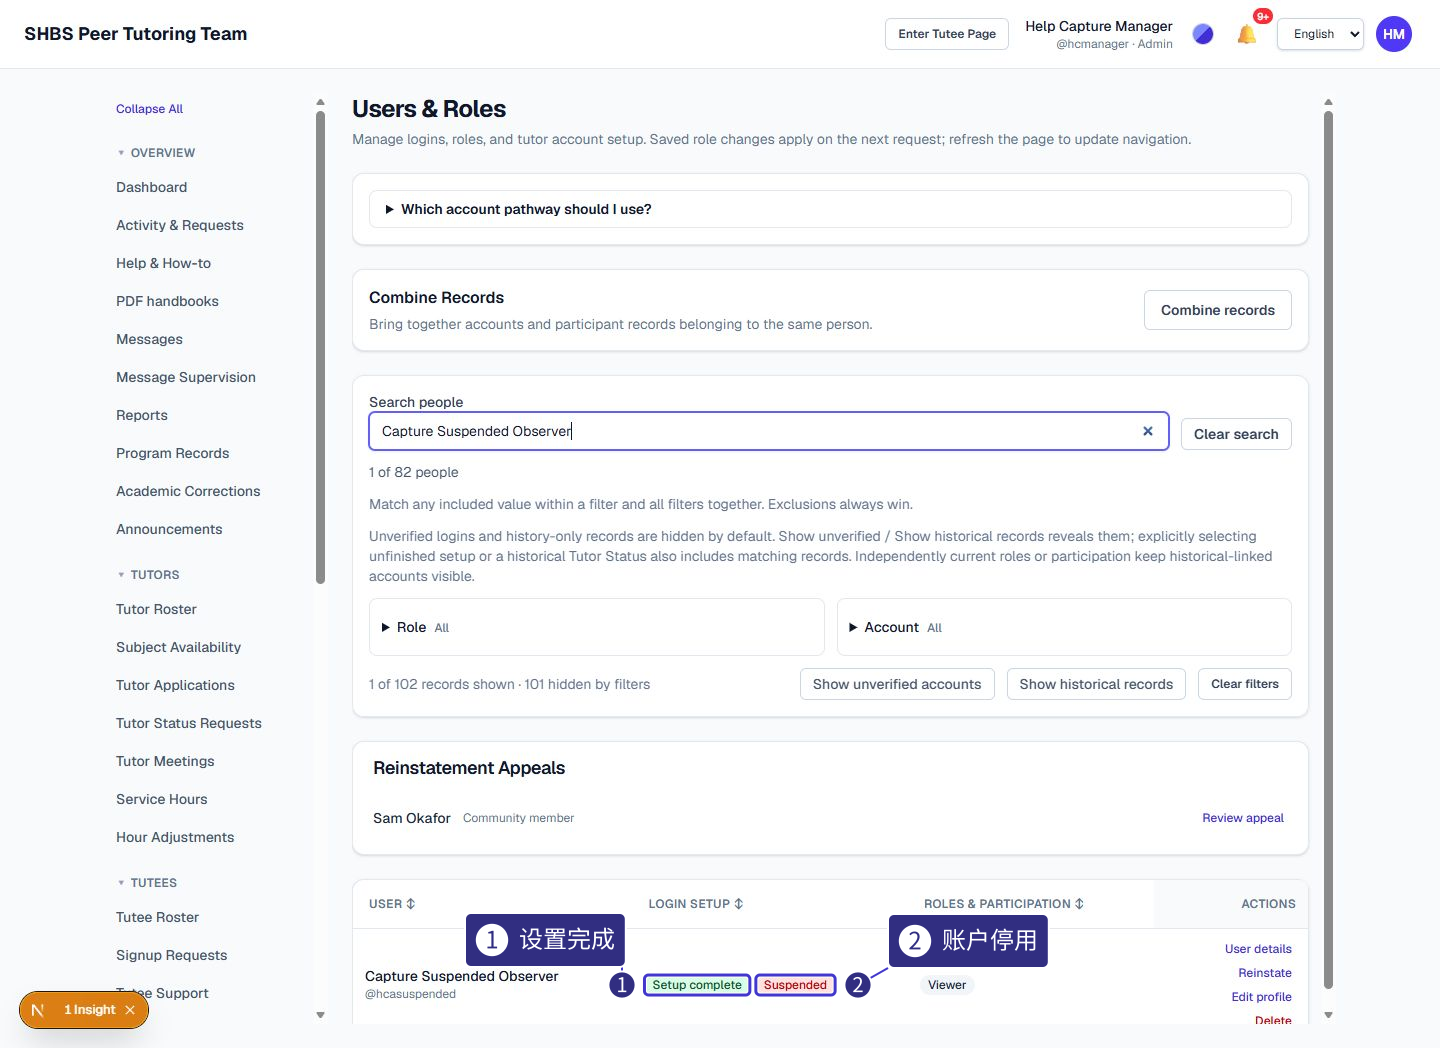 SHBS Peer Tutoring Team
Enter Tutee Page
Help Capture Manager
@hcmanager · Admin
9+
English
HM
Collapse All
OVERVIEW
Dashboard
Activity & Requests
Help & How-to
PDF handbooks
Messages
Message Supervision
Reports
Program Records
Academic Corrections
Announcements
TUTORS
Tutor Roster
Subject Availability
Tutor Applications
Tutor Status Requests
Tutor Meetings
Service Hours
Hour Adjustments
TUTEES
Tutee Roster
Signup Requests
Tutee Support
N 1 Insight
Users & Roles
Manage logins, roles, and tutor account setup. Saved role changes apply on the next request; refresh the page to update navigation.
Which account pathway should I use?
Combine Records
Bring together accounts and participant records belonging to the same person.
Combine records
Search people
Capture Suspended Observer
Clear search
1 of 82 people
Match any included value within a filter and all filters together. Exclusions always win.
Unverified logins and history-only records are hidden by default. Show unverified / Show historical records reveals them; explicitly selecting
unfinished setup or a historical Tutor Status also includes matching records. Independently current roles or participation keep historical-linked
accounts visible.
Role All
Account All
1 of 102 records shown · 101 hidden by filters
Show unverified accounts
Show historical records
Clear filters
Reinstatement Appeals
Sam Okafor Community member
Review appeal
USER
LOGIN SETUP
ROLES & PARTICIPATION
ACTIONS
1 设置完成
2 账户停用
Capture Suspended Observer
@hcasuspended
1
Setup complete
Suspended
2
Viewer
User details
Reinstate
Edit profile
Delete